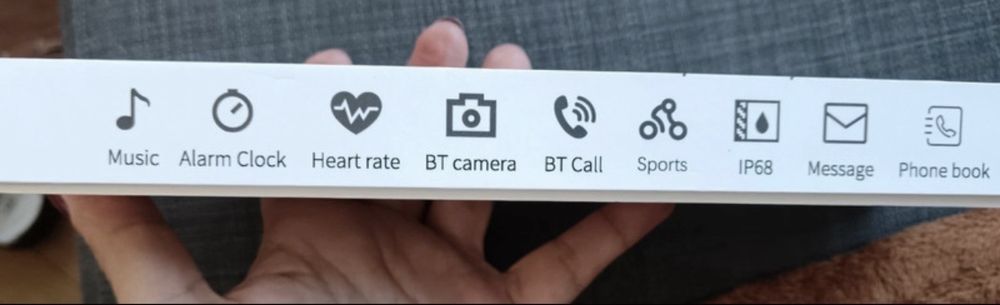 Music Alarm Clock Heart rate BT camera BT Call Sports IP68 Message Phone book